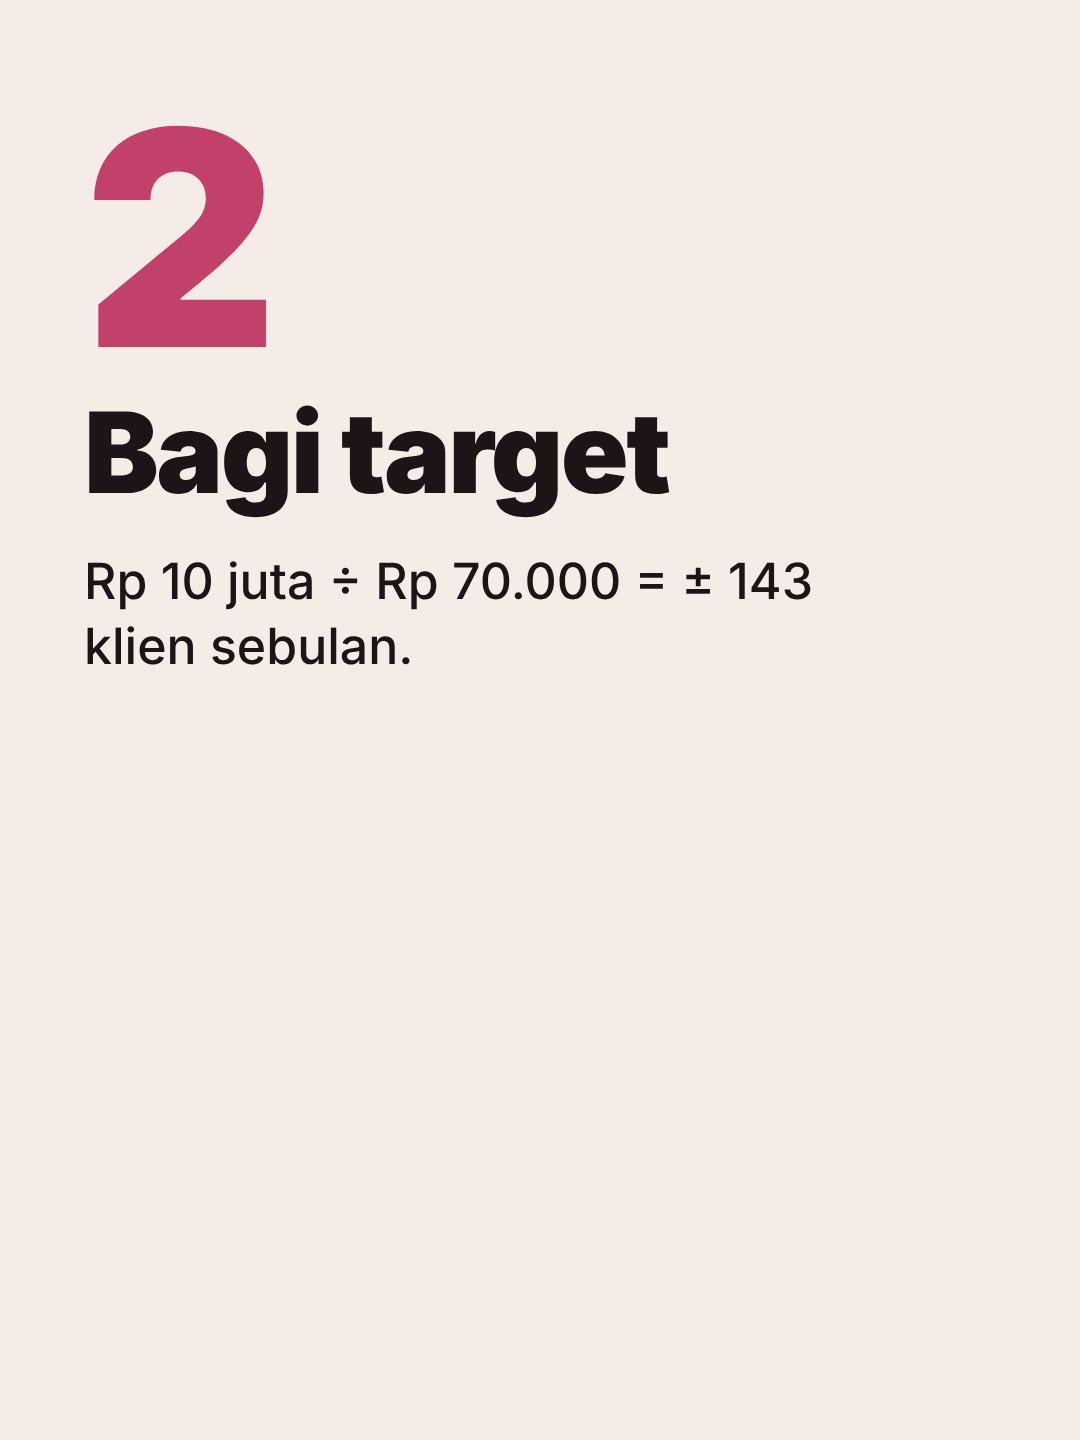 2
Bagi target
Rp 10 juta ÷ Rp 70.000 = ± 143
klien sebulan.